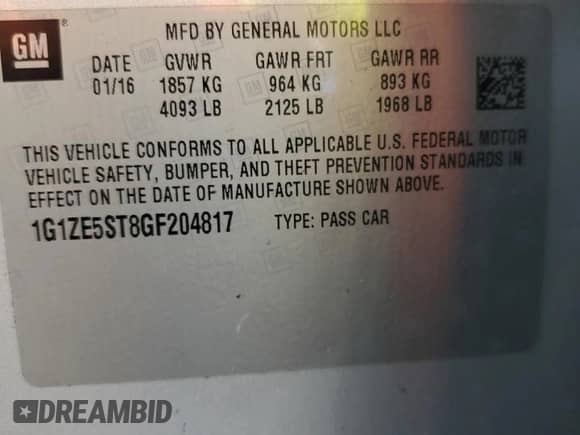 GM
MFD BY GENERAL MOTORS LLC
DATE GVWR GAWR FRT GAWR RR
01/16 1857 KG 964 KG 893 KG
4093 LB 2125 LB 1968 LB
THIS VEHICLE CONFORMS TO ALL APPLICABLE U.S. FEDERAL MOTOR
VEHICLE SAFETY, BUMPER, AND THEFT PREVENTION STANDARDS IN
EFFECT ON THE DATE OF MANUFACTURE SHOWN ABOVE.
1G1ZE5ST8GF204817 TYPE: PASS CAR
DREAMBID